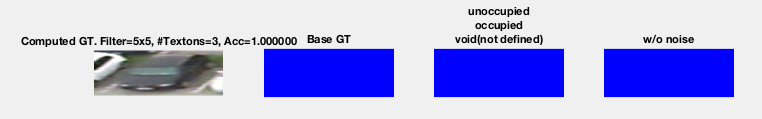 Computed GT. Filter=5x5, #Textons=3, Acc=1.000000
Base GT
unoccupied
occupied
void(not defined)
w/o noise